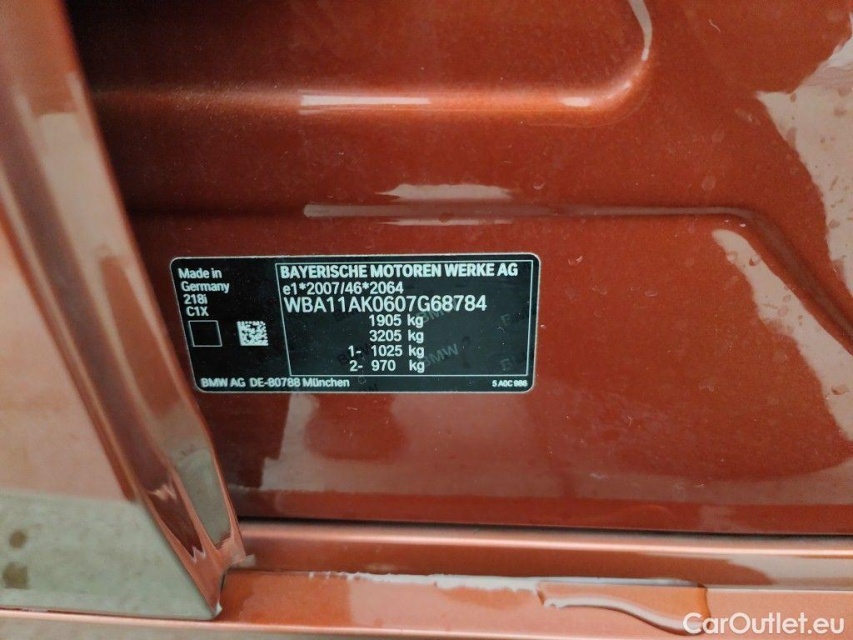 Made in
Germany
218i
C1X
BAYERISCHE MOTOREN WERKE AG
e1*2007/46*2064
WBA11AK0607G68784
1905 kg
3205 kg
1- 1025 kg
2- 970 kg
BMW AG DE-80788 München
5 A0C 986
CarOutlet.eu